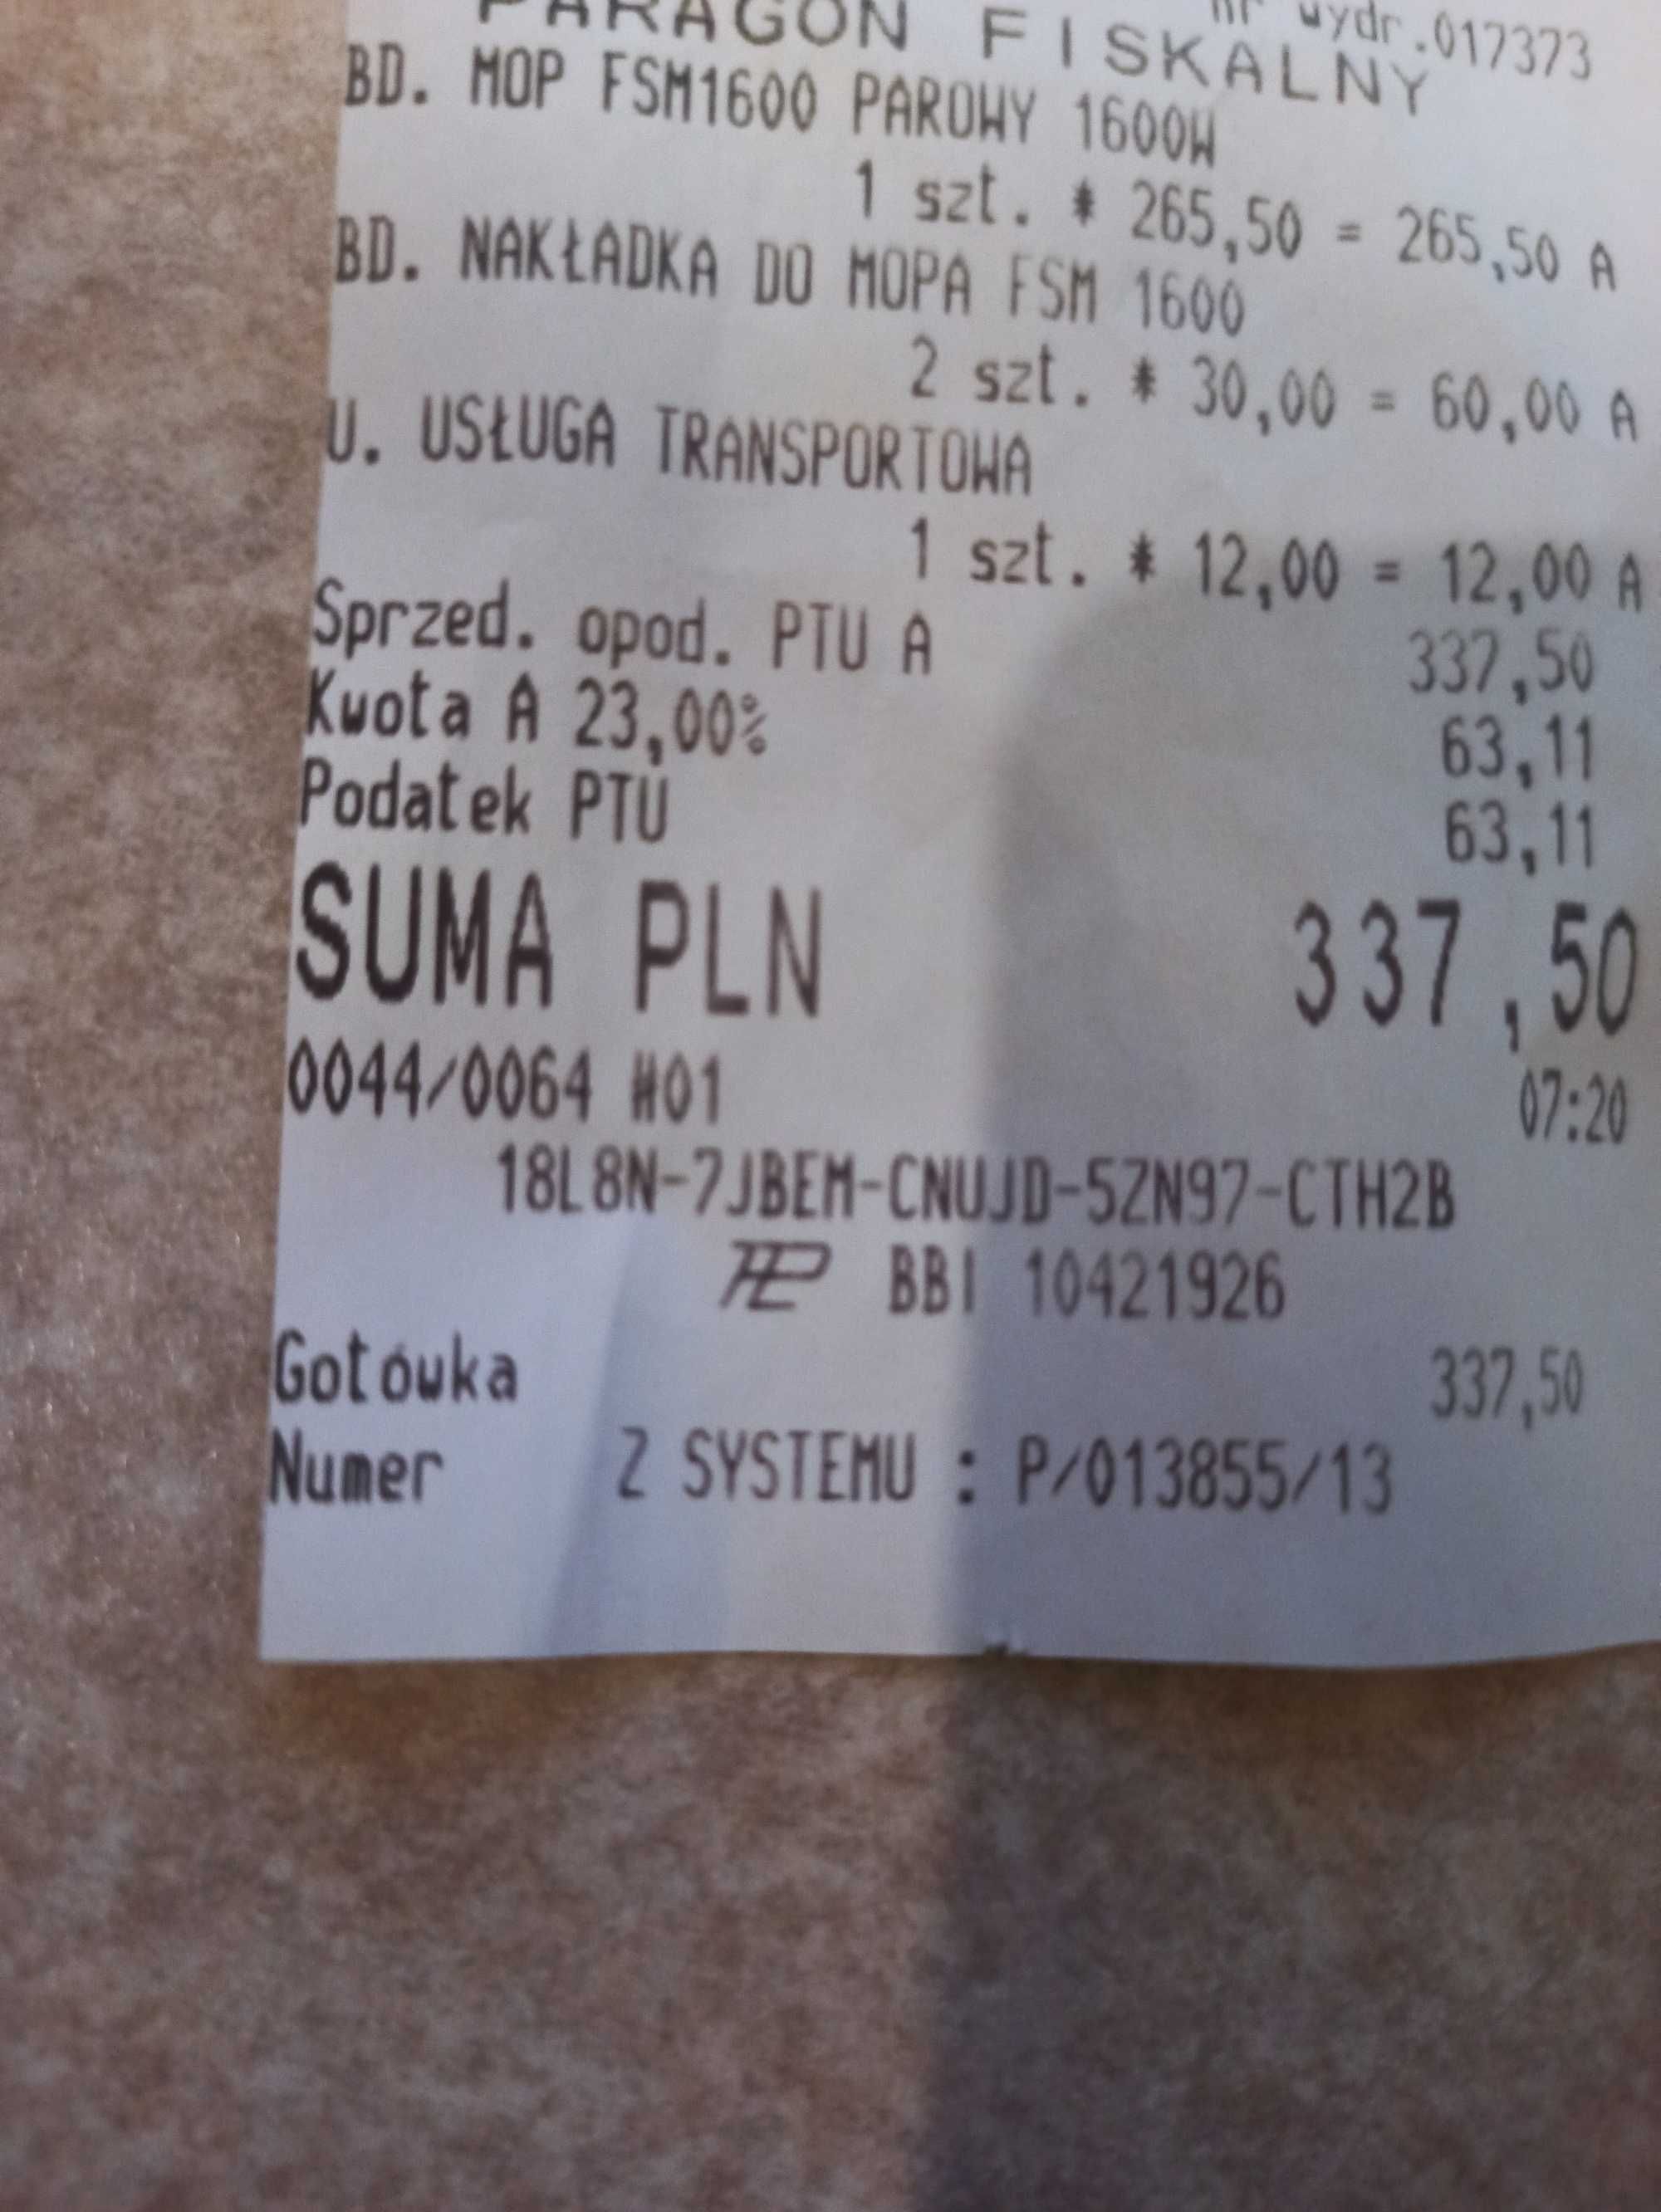 nr wydr.017373
PARAGON FISKALNY
BD. MOP FSM1600 PAROWY 1600W
1 szt. * 265,50 = 265,50 A
BD. NAKŁADKA DO MOPA FSM 1600
2 szt. * 30,00 = 60,00 A
U. USŁUGA TRANSPORTOWA
1 szt. * 12,00 = 12,00 A
Sprzed. opod. PTU A 337,50
Kwota A 23,00% 63,11
Podatek PTU 63,11
SUMA PLN 337,50
0044/0064 #01 07:20
18L8N-7JBEM-CNUJD-5ZN97-CTH2B
BBI 10421926
Gotówka 337,50
Numer Z SYSTEMU : P/013855/13